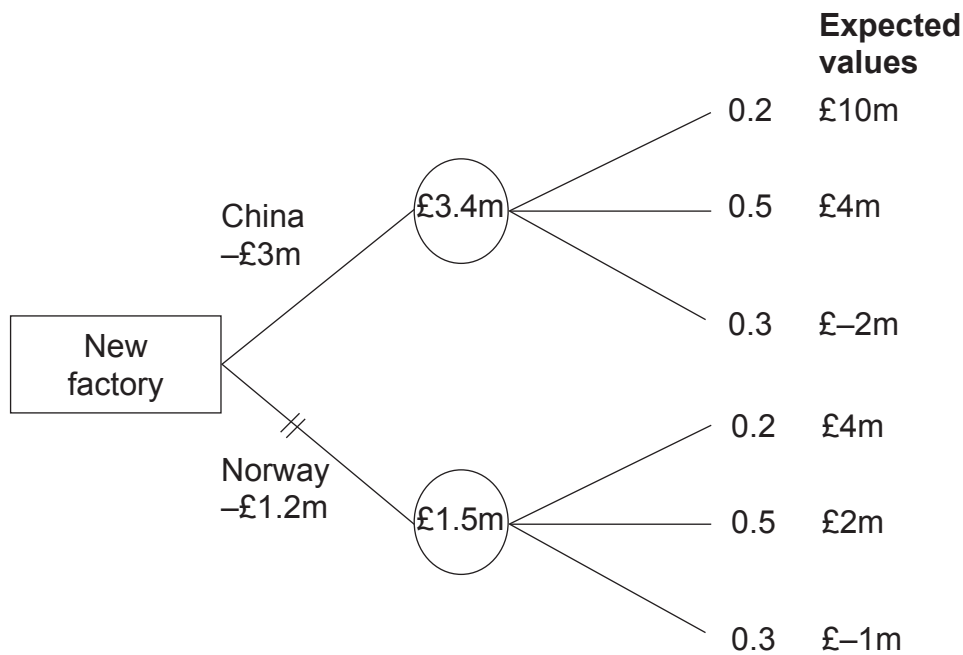 Expected
values
0.2 £10m
£3.4m
China
–£3m
0.5 £4m
0.3 £–2m
New
factory
0.2 £4m
Norway
–£1.2m
£1.5m
0.5 £2m
0.3 £–1m